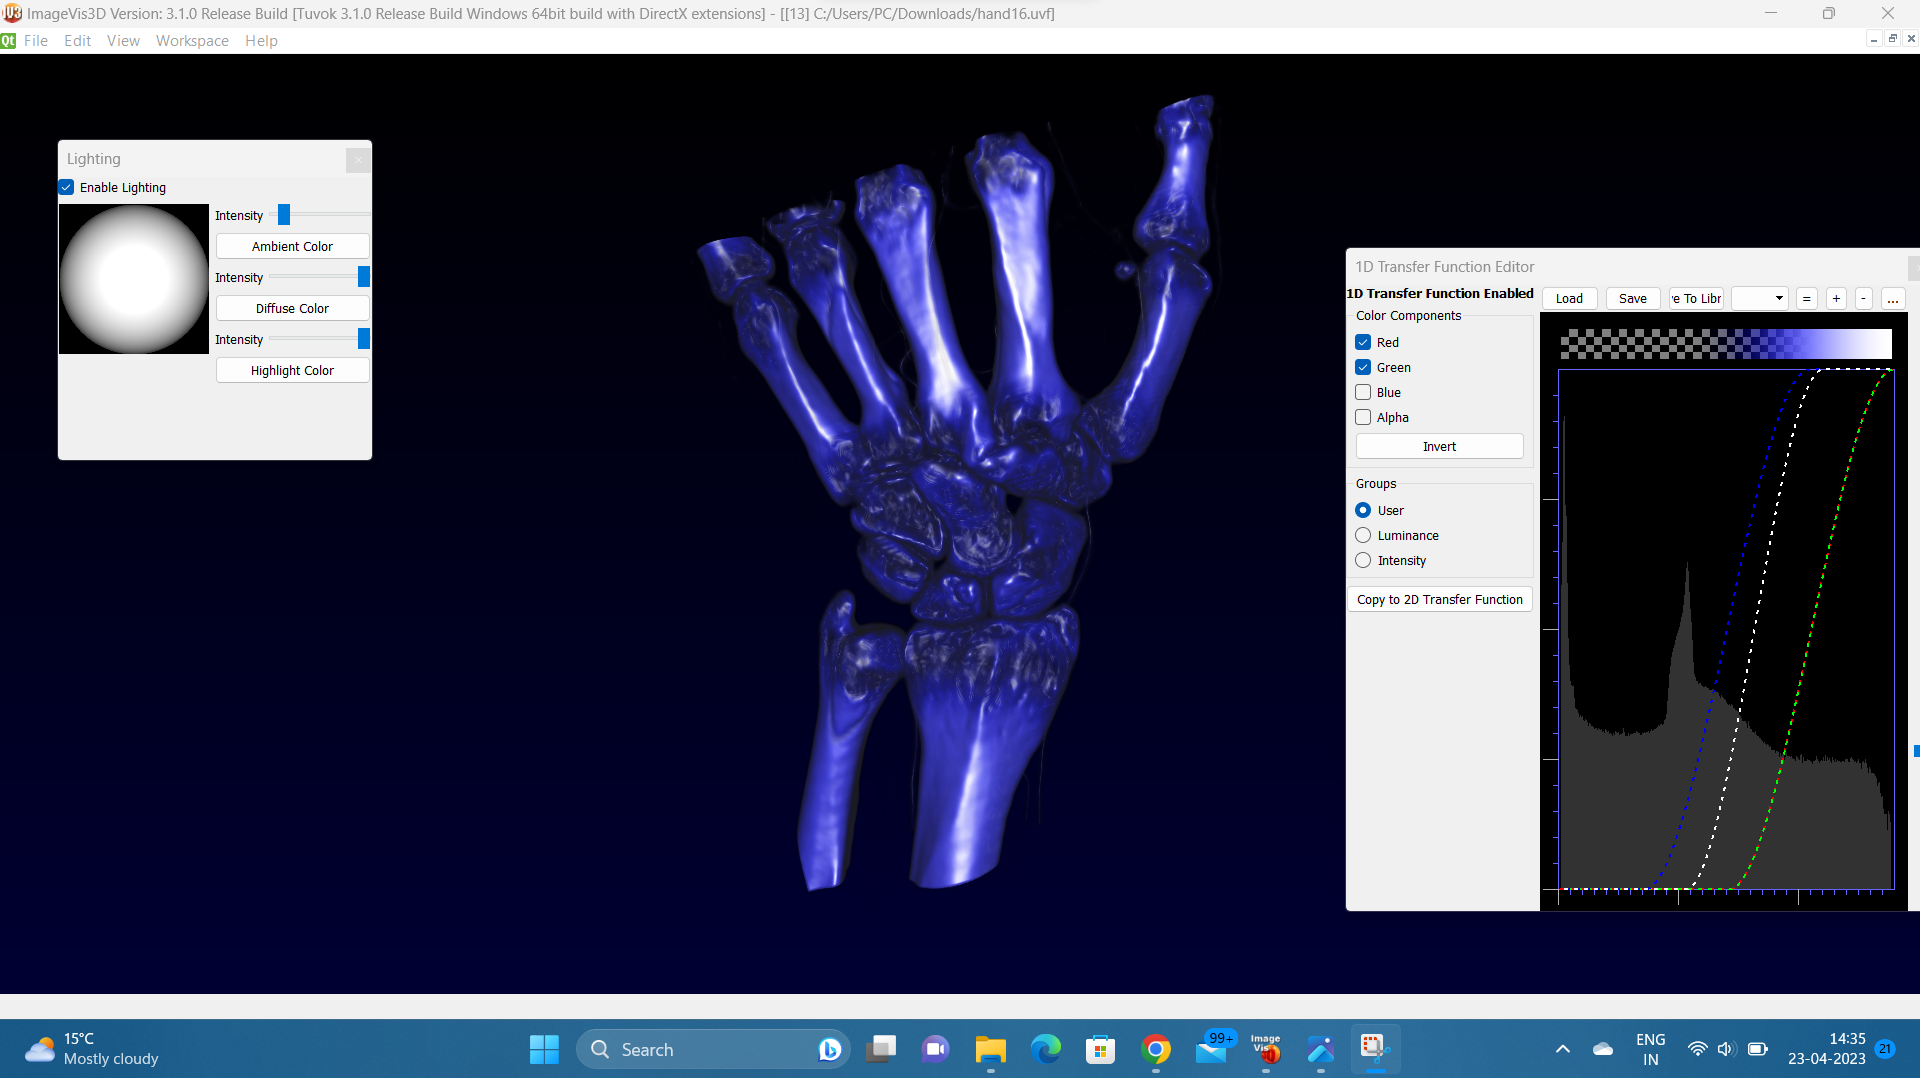 ImageVis3D Version: 3.1.0 Release Build [Tuvok 3.1.0 Release Build Windows 64bit build with DirectX extensions] - [[13] C:/Users/PC/Downloads/hand16.uvf]
Qt File Edit View Workspace Help
Lighting
Enable Lighting
Intensity
Ambient Color
Intensity
Diffuse Color
Intensity
Highlight Color
1D Transfer Function Editor
1D Transfer Function Enabled
Load Save e To Libr = + - ...
Color Components
Red
Green
Blue
Alpha
Invert
Groups
User
Luminance
Intensity
Copy to 2D Transfer Function
15°C
Mostly cloudy
Search
99+
Image
Vis
ENG
IN
14:35
23-04-2023
21